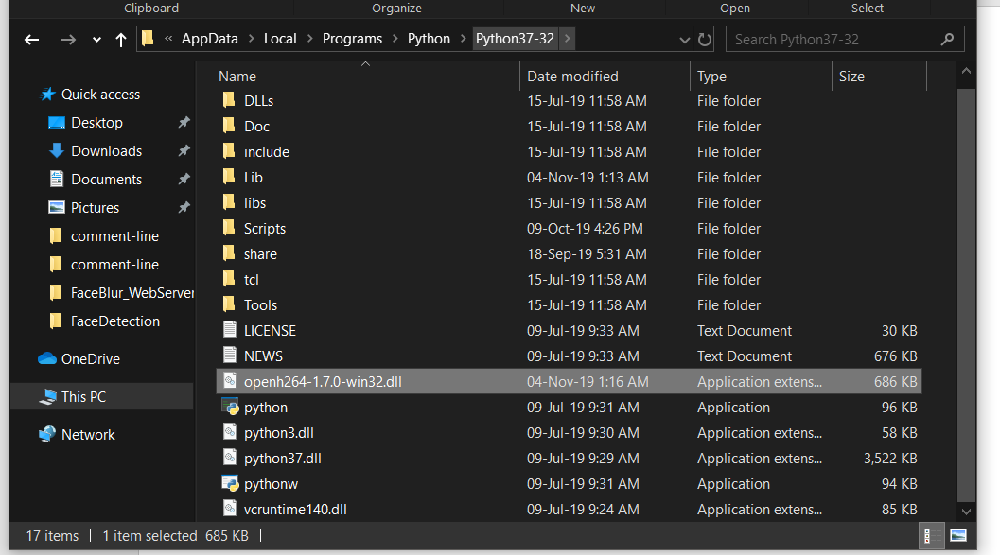 Clipboard Organize New Open Select
« AppData > Local > Programs > Python > Python37-32 > Search Python37-32
Name Date modified Type Size
Quick access
Desktop
Downloads
Documents
Pictures
comment-line
comment-line
FaceBlur_WebServer
FaceDetection
OneDrive
This PC
Network
DLLs 15-Jul-19 11:58 AM File folder
Doc 15-Jul-19 11:58 AM File folder
include 15-Jul-19 11:58 AM File folder
Lib 04-Nov-19 1:13 AM File folder
libs 15-Jul-19 11:58 AM File folder
Scripts 09-Oct-19 4:26 PM File folder
share 18-Sep-19 5:31 AM File folder
tcl 15-Jul-19 11:58 AM File folder
Tools 15-Jul-19 11:58 AM File folder
LICENSE 09-Jul-19 9:33 AM Text Document 30 KB
NEWS 09-Jul-19 9:33 AM Text Document 676 KB
openh264-1.7.0-win32.dll 04-Nov-19 1:16 AM Application extens... 686 KB
python 09-Jul-19 9:31 AM Application 96 KB
python3.dll 09-Jul-19 9:30 AM Application extens... 58 KB
python37.dll 09-Jul-19 9:29 AM Application extens... 3,522 KB
pythonw 09-Jul-19 9:31 AM Application 94 KB
vcruntime140.dll 09-Jul-19 9:24 AM Application extens... 85 KB
17 items | 1 item selected 685 KB |